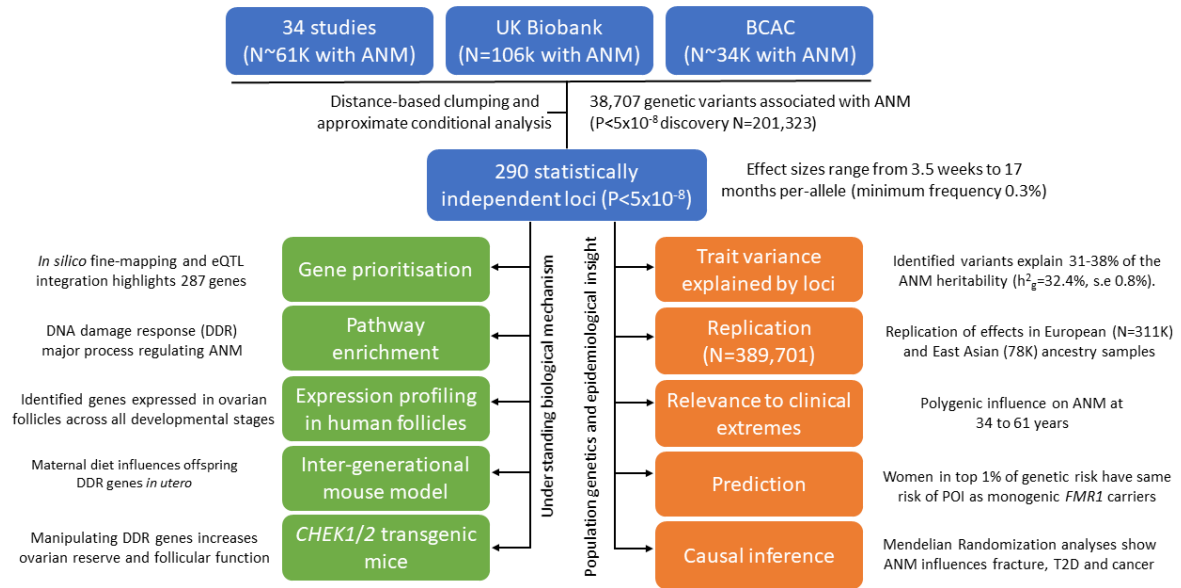 34 studies
(N~61K with ANM)
UK Biobank
(N=106k with ANM)
BCAC
(N~34K with ANM)
Distance-based clumping and
approximate conditional analysis
38,707 genetic variants associated with ANM
(P<5x10⁻⁸ discovery N=201,323)
290 statistically
independent loci (P<5x10⁻⁸)
Effect sizes range from 3.5 weeks to 17
months per-allele (minimum frequency 0.3%)
Understanding biological mechanism
Population genetics and epidemiological insight
In silico fine-mapping and eQTL
integration highlights 287 genes
Gene prioritisation
DNA damage response (DDR)
major process regulating ANM
Pathway
enrichment
Identified genes expressed in ovarian
follicles across all developmental stages
Expression profiling
in human follicles
Maternal diet influences offspring
DDR genes in utero
Inter-generational
mouse model
Manipulating DDR genes increases
ovarian reserve and follicular function
CHEK1/2 transgenic
mice
Trait variance
explained by loci
Identified variants explain 31-38% of the
ANM heritability (h²g=32.4%, s.e 0.8%).
Replication
(N=389,701)
Replication of effects in European (N=311K)
and East Asian (78K) ancestry samples
Relevance to clinical
extremes
Polygenic influence on ANM at
34 to 61 years
Prediction
Women in top 1% of genetic risk have same
risk of POI as monogenic FMR1 carriers
Causal inference
Mendelian Randomization analyses show
ANM influences fracture, T2D and cancer